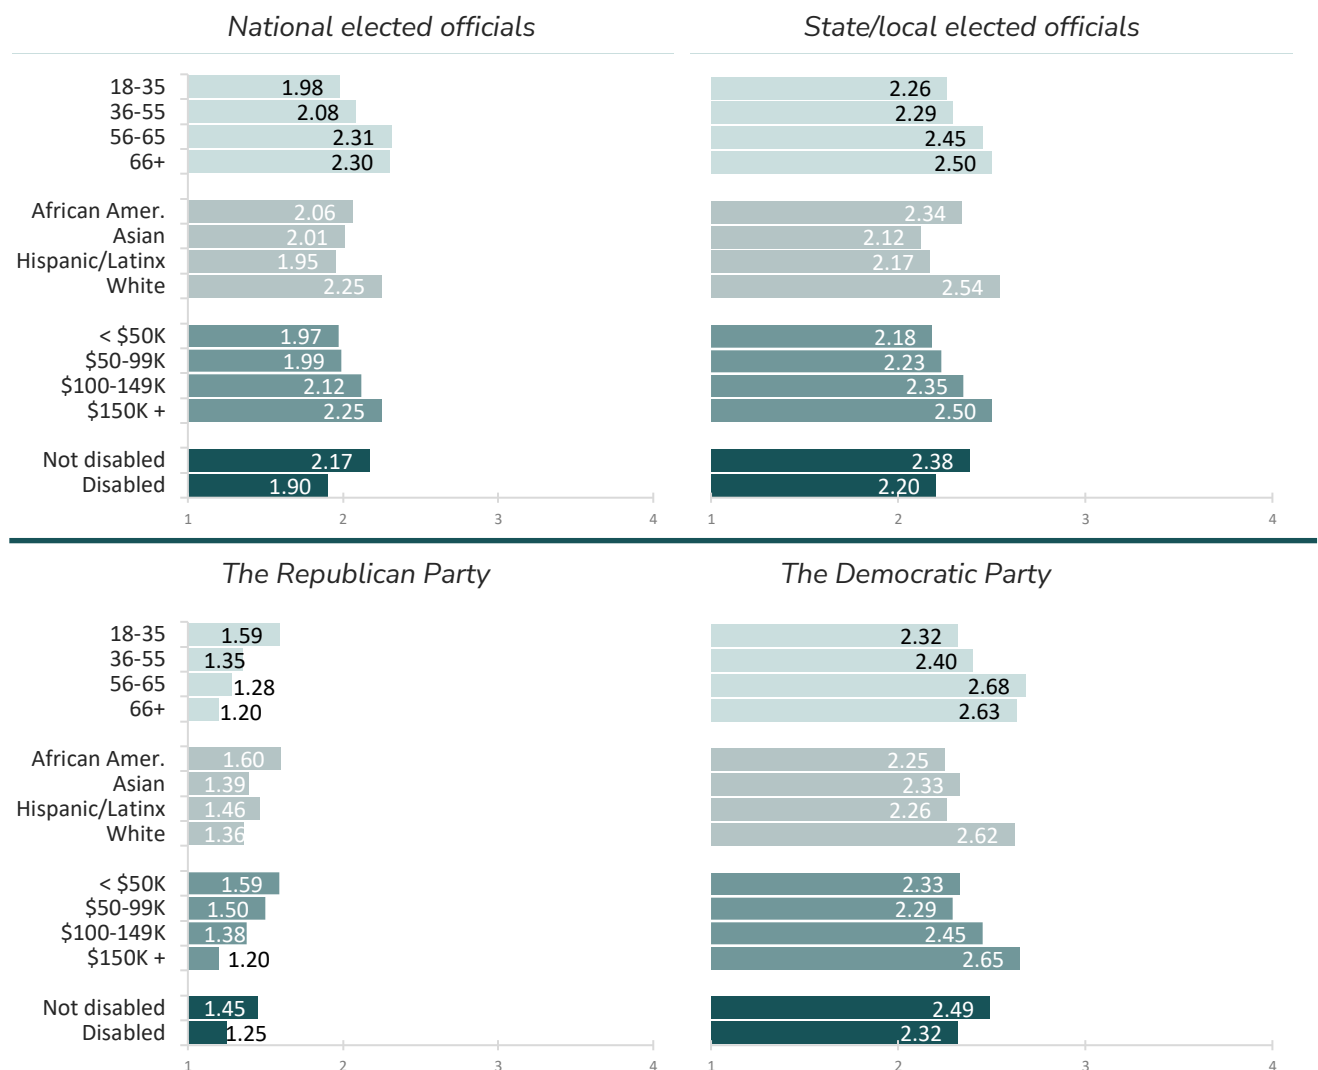 National elected officials
18-35 1.98
36-55 2.08
56-65 2.31
66+ 2.30
African Amer. 2.06
Asian 2.01
Hispanic/Latinx 1.95
White 2.25
< $50K 1.97
$50-99K 1.99
$100-149K 2.12
$150K + 2.25
Not disabled 2.17
Disabled 1.90
1 2 3 4
State/local elected officials
2.26
2.29
2.45
2.50
2.34
2.12
2.17
2.54
2.18
2.23
2.35
2.50
2.38
2.20
1 2 3 4
The Republican Party
18-35 1.59
36-55 1.35
56-65 1.28
66+ 1.20
African Amer. 1.60
Asian 1.39
Hispanic/Latinx 1.46
White 1.36
< $50K 1.59
$50-99K 1.50
$100-149K 1.38
$150K + 1.20
Not disabled 1.45
Disabled 1.25
1 2 3 4
The Democratic Party
2.32
2.40
2.68
2.63
2.25
2.33
2.26
2.62
2.33
2.29
2.45
2.65
2.49
2.32
1 2 3 4